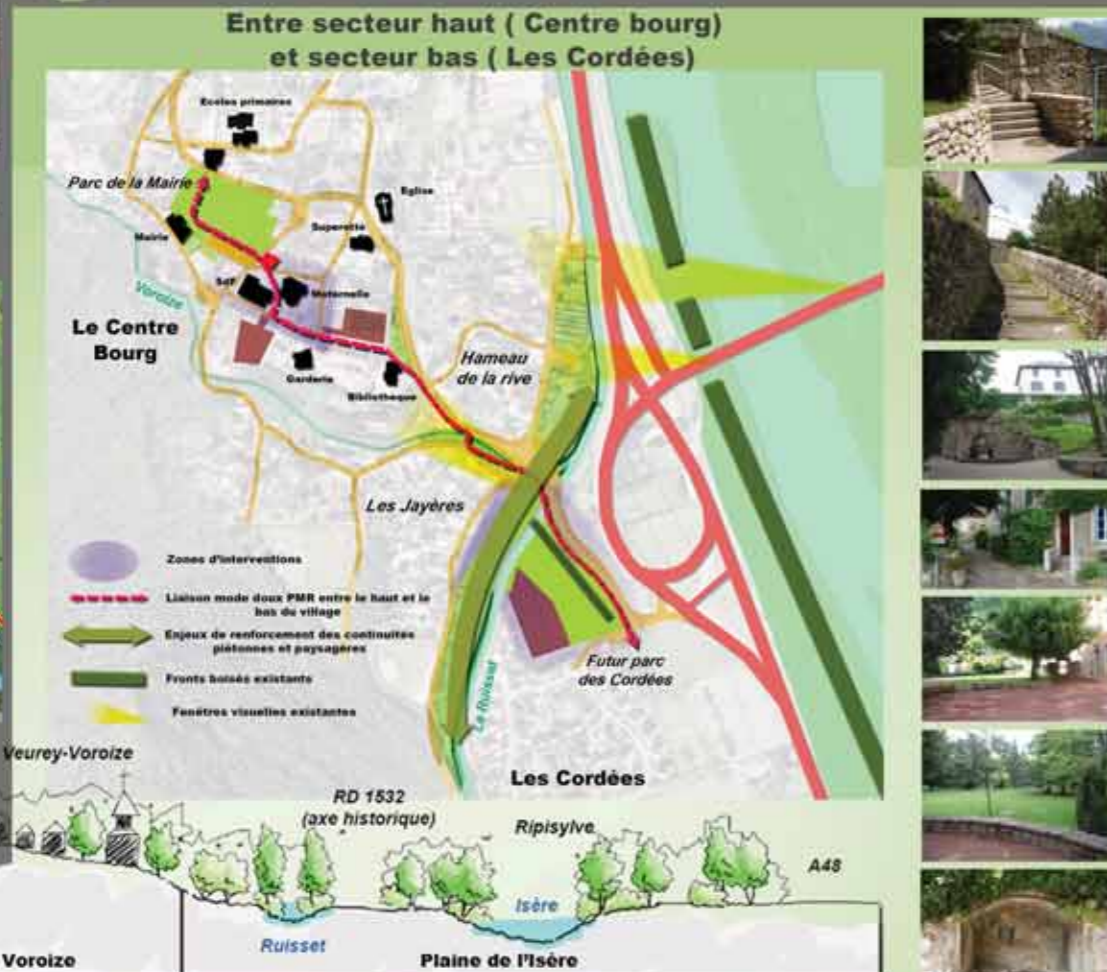 Entre secteur haut ( Centre bourg)
et secteur bas ( Les Cordées)
Ecoles primaires
Parc de la Mairie
Eglise
Mairie
Superette
SdF
Maternelle
Voroize
Le Centre
Bourg
Garderie
Bibliotheque
Hameau
de la rive
Les Jayères
Zones d'interventions
Liaison mode doux PMR entre le haut et le
bas du village
Enjeux de renforcement des continuités
piétonnes et paysagères
Fronts boisés existants
Fenêtres visuelles existantes
Le Ruisset
Futur parc
des Cordées
Les Cordées
Veurey-Voroize
RD 1532
(axe historique)
Ripisylve
A48
Isère
Ruisset
Voroize
Plaine de l'Isère